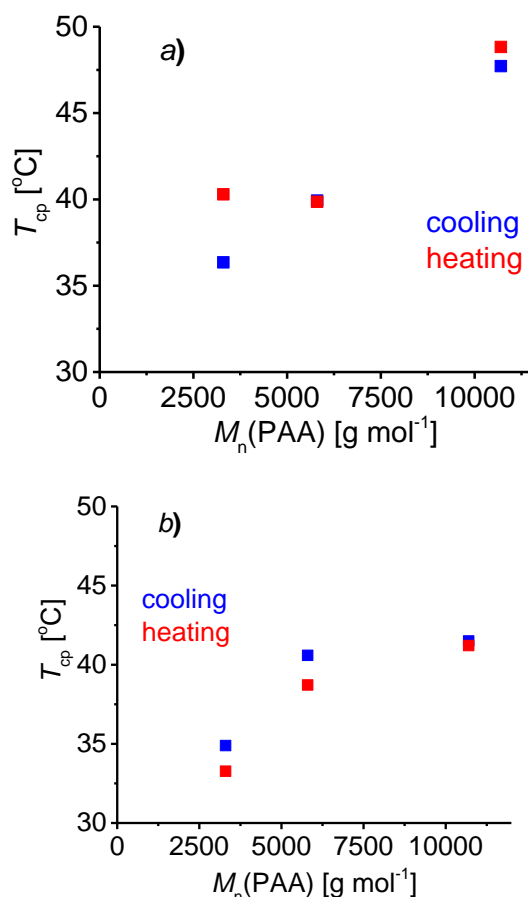 a)
50
45
40
35
30
T_cp [°C]
cooling
heating
0 2500 5000 7500 10000
M_n(PAA) [g mol⁻¹]
b)
50
45
40
35
30
T_cp [°C]
cooling
heating
0 2500 5000 7500 10000
M_n(PAA) [g mol⁻¹]